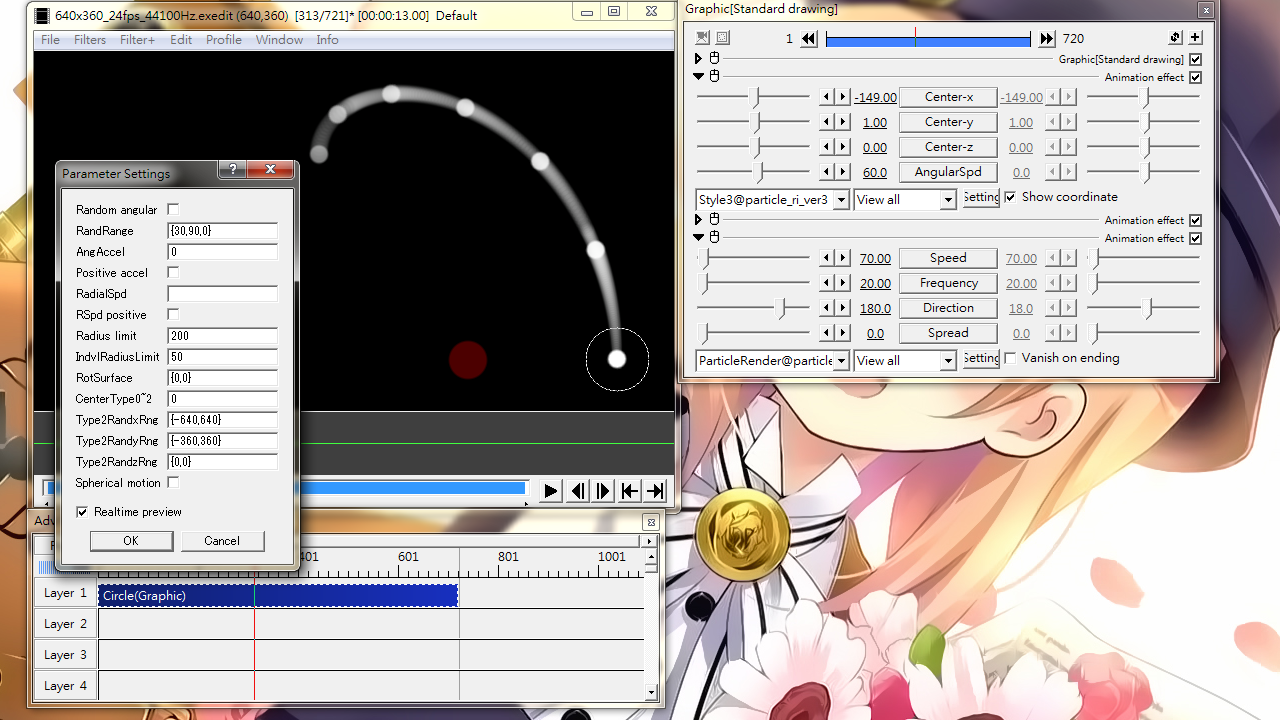 640x360_24fps_44100Hz.exedit (640,360) [313/721]* [00:00:13.00] Default
File Filters Filter+ Edit Profile Window Info
Parameter Settings ?
Random angular
RandRange {30,90,0}
AngAccel 0
Positive accel
RadialSpd
RSpd positive
Radius limit 200
IndvlRadiusLimit 50
RotSurface {0,0}
CenterType0~2 0
Type2RandxRng {-640,640}
Type2RandyRng {-360,360}
Type2RandzRng {0,0}
Spherical motion
Realtime preview
OK Cancel
Adv
401 601 801 1001
Layer 1 Circle(Graphic)
Layer 2
Layer 3
Layer 4
Graphic[Standard drawing]
1 720
Graphic[Standard drawing]
Animation effect
-149.00 Center-x -149.00
1.00 Center-y 1.00
0.00 Center-z 0.00
60.0 AngularSpd 0.0
Style3@particle_ri_ver3 View all Setting Show coordinate
Animation effect
Animation effect
70.00 Speed 70.00
20.00 Frequency 20.00
180.0 Direction 18.0
0.0 Spread 0.0
ParticleRender@particle View all Setting Vanish on ending